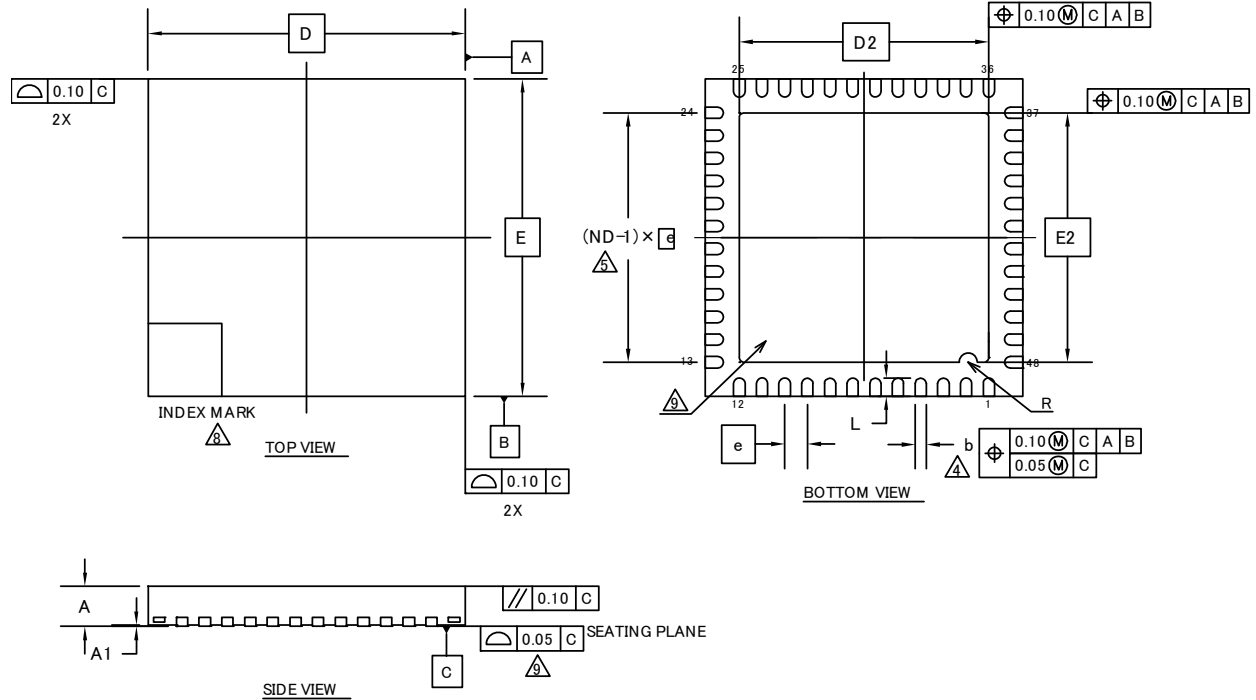 D
A
⌓ 0.10 C
2X
E
INDEX MARK
8
TOP VIEW
B
⌓ 0.10 C
2X
⌖ 0.10 Ⓜ C A B
D2
25
36
⌖ 0.10 Ⓜ C A B
24
37
(ND-1)× e
5
E2
13
48
9
12
1
R
L
e
b
4
⌖ 0.10 Ⓜ C A B
0.05 Ⓜ C
BOTTOM VIEW
A
A1
// 0.10 C
⌓ 0.05 C SEATING PLANE
9
C
SIDE VIEW